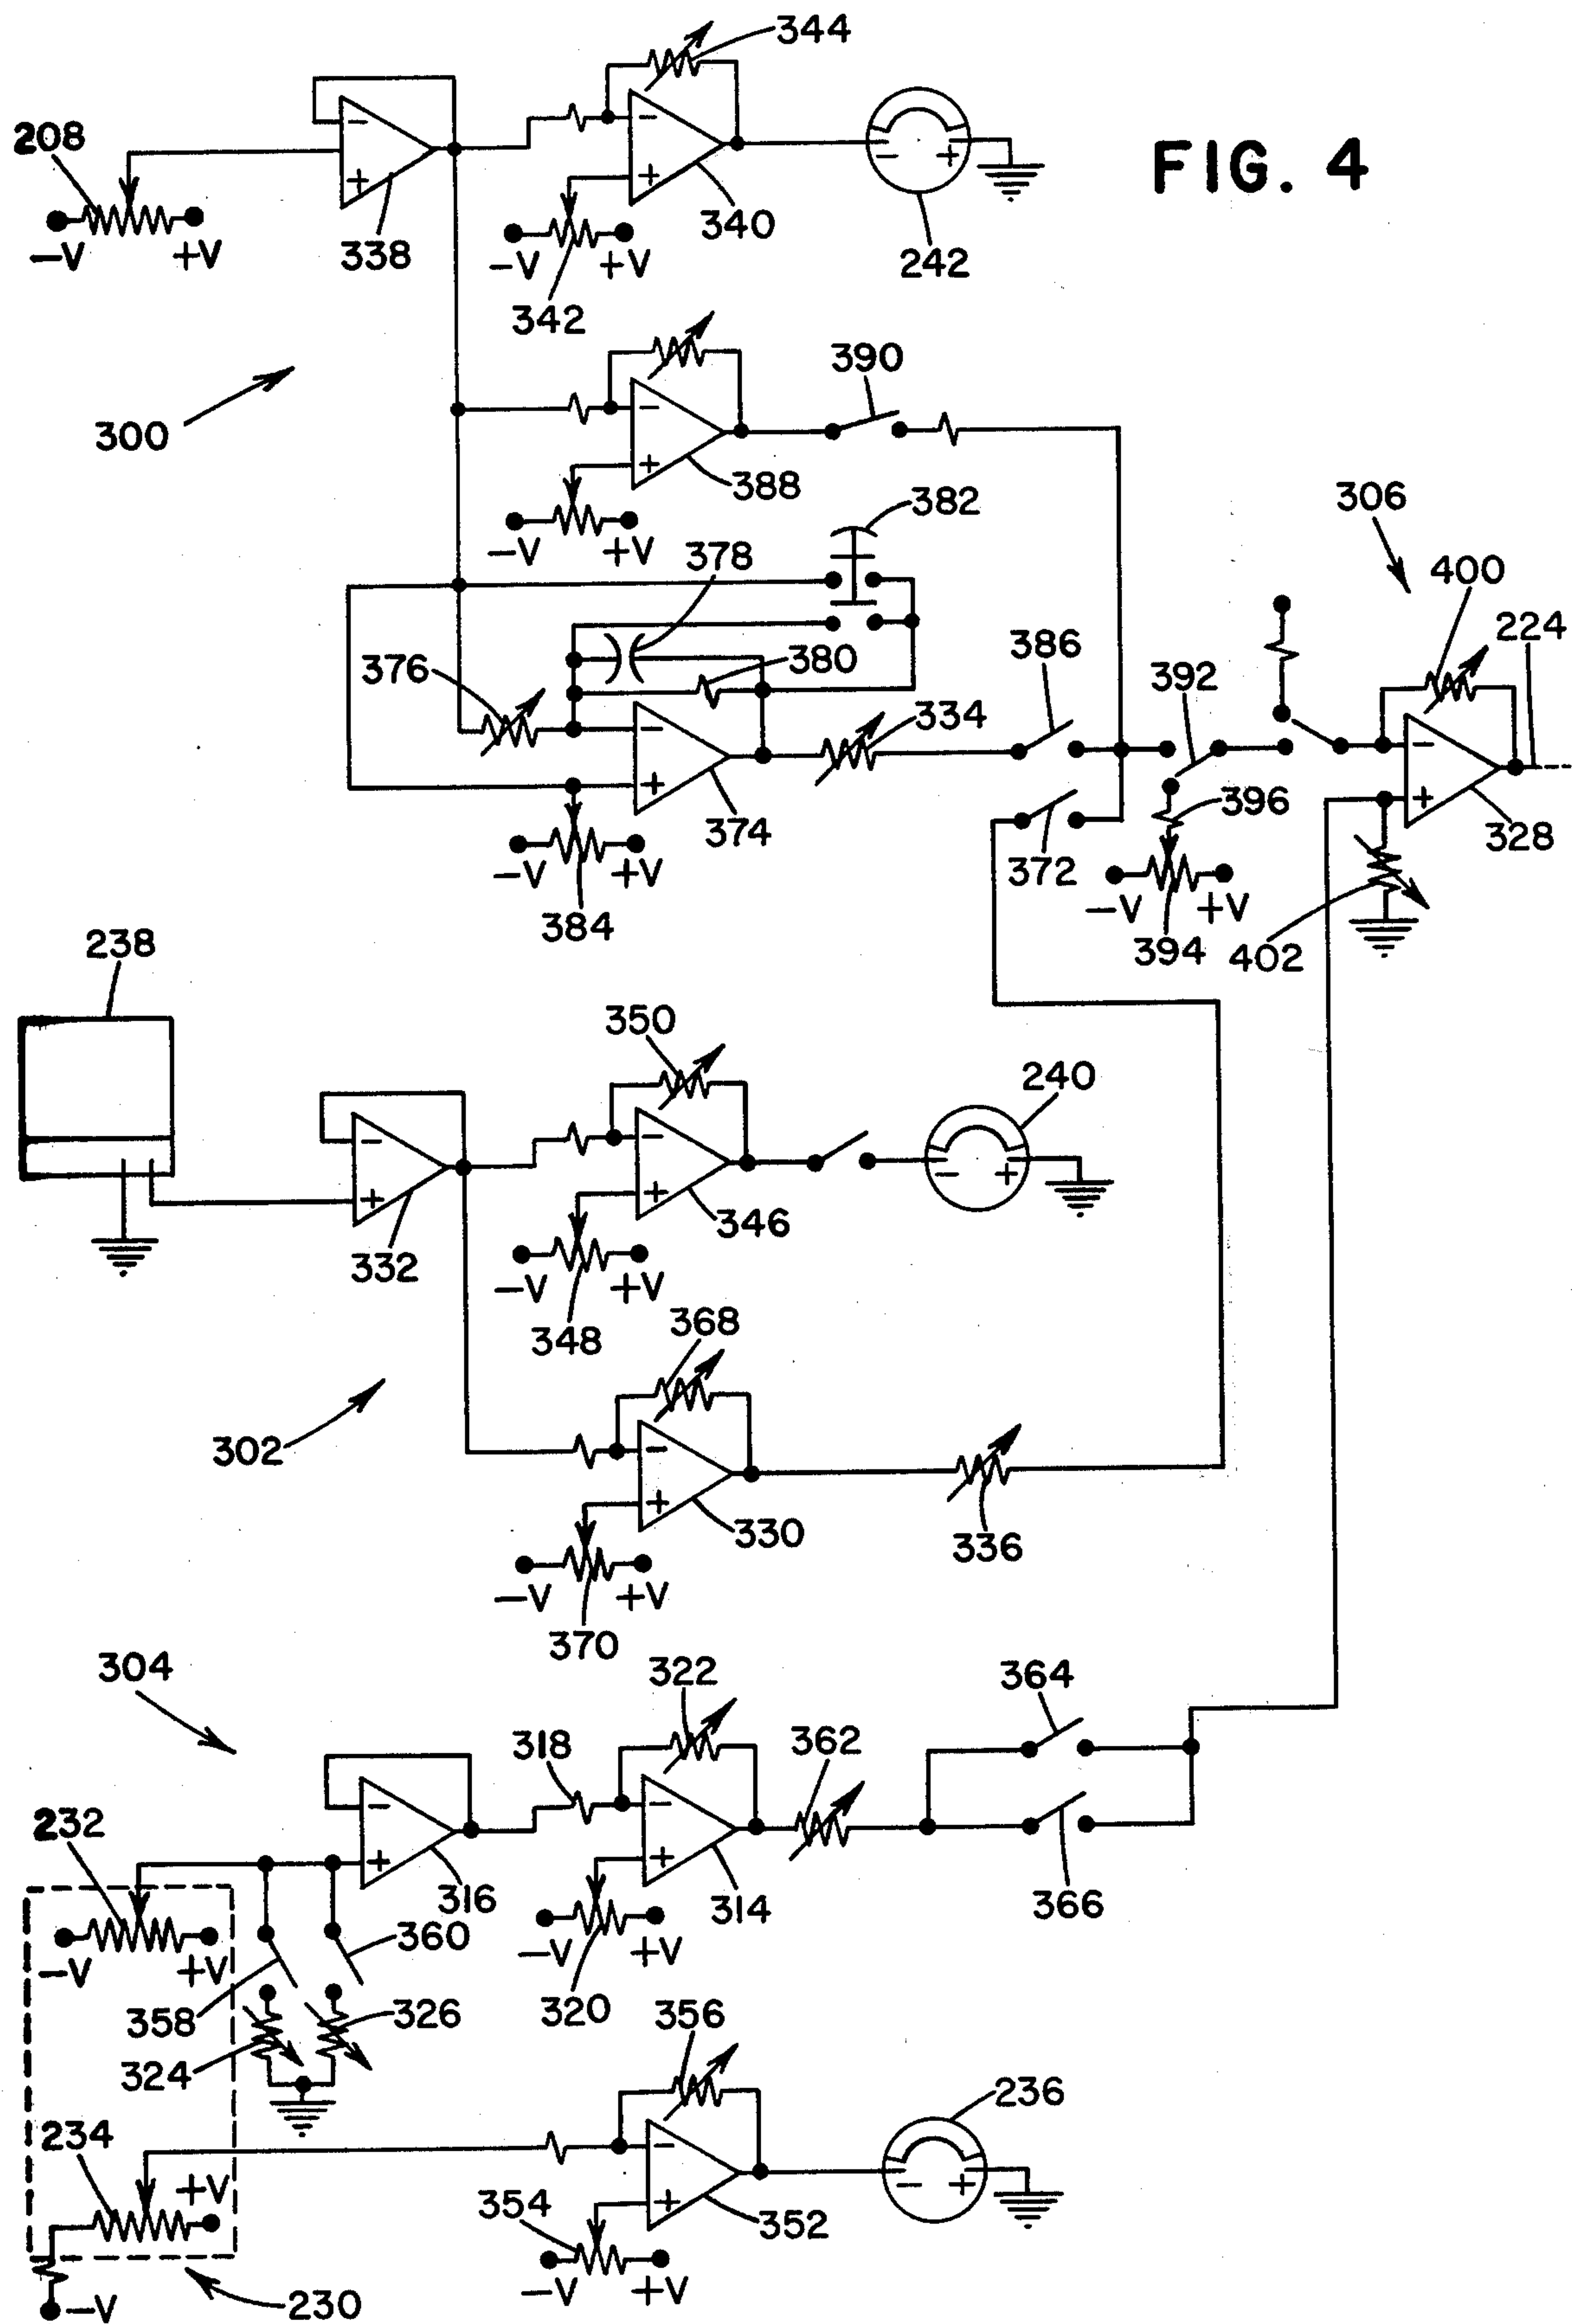 344
208
FIG. 4
− −
+ + − +
−V +V 338 340
−V +V 242
342
390
300 −
+ 388
382
−V +V 378
306
400
224
376 380 386 392
334
− −
+ + 396
374 372 328
−V +V −V +V
384 394 402
238
350
240
− −
+ + − +
332 346
−V +V
348 368
302 −
+ 330 336
−V +V
370
304 322 364
318 362
− −
232 + +
316 314 366
360
−V +V −V +V
358 326 320 356
324
236
234 −
+V + − +
354 352
−V +V
−V 230